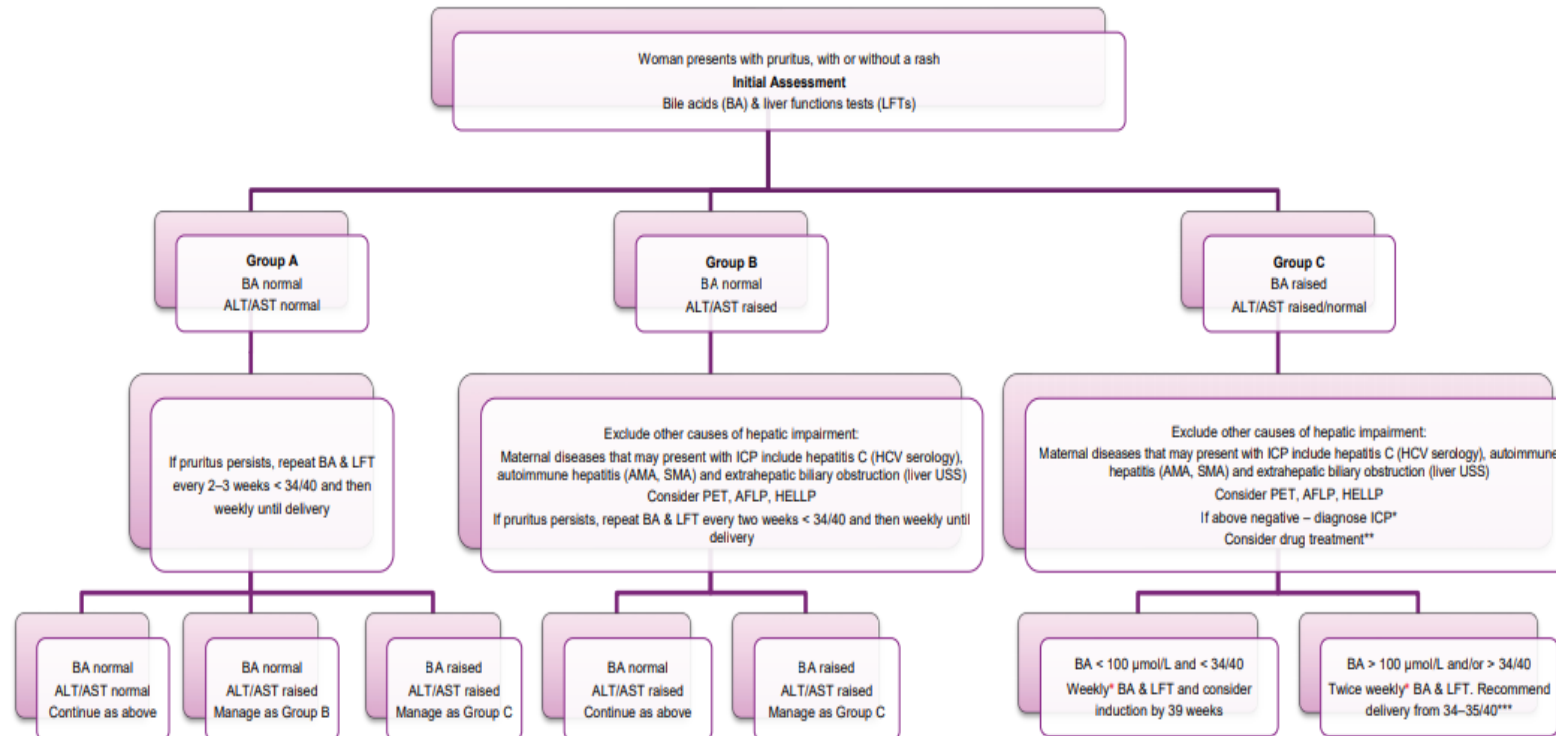 Woman presents with pruritus, with or without a rash
Initial Assessment
Bile acids (BA) & liver functions tests (LFTs)
Group A
BA normal
ALT/AST normal
Group B
BA normal
ALT/AST raised
Group C
BA raised
ALT/AST raised/normal
If pruritus persists, repeat BA & LFT
every 2–3 weeks < 34/40 and then
weekly until delivery
Exclude other causes of hepatic impairment:
Maternal diseases that may present with ICP include hepatitis C (HCV serology),
autoimmune hepatitis (AMA, SMA) and extrahepatic biliary obstruction (liver USS)
Consider PET, AFLP, HELLP
If pruritus persists, repeat BA & LFT every two weeks < 34/40 and then weekly until
delivery
Exclude other causes of hepatic impairment:
Maternal diseases that may present with ICP include hepatitis C (HCV serology), autoimmune
hepatitis (AMA, SMA) and extrahepatic biliary obstruction (liver USS)
Consider PET, AFLP, HELLP
If above negative – diagnose ICP*
Consider drug treatment**
BA normal
ALT/AST normal
Continue as above
BA normal
ALT/AST raised
Manage as Group B
BA raised
ALT/AST raised
Manage as Group C
BA normal
ALT/AST raised
Continue as above
BA raised
ALT/AST raised
Manage as Group C
BA < 100 µmol/L and < 34/40
Weekly* BA & LFT and consider
induction by 39 weeks
BA > 100 µmol/L and/or > 34/40
Twice weekly* BA & LFT. Recommend
delivery from 34–35/40***